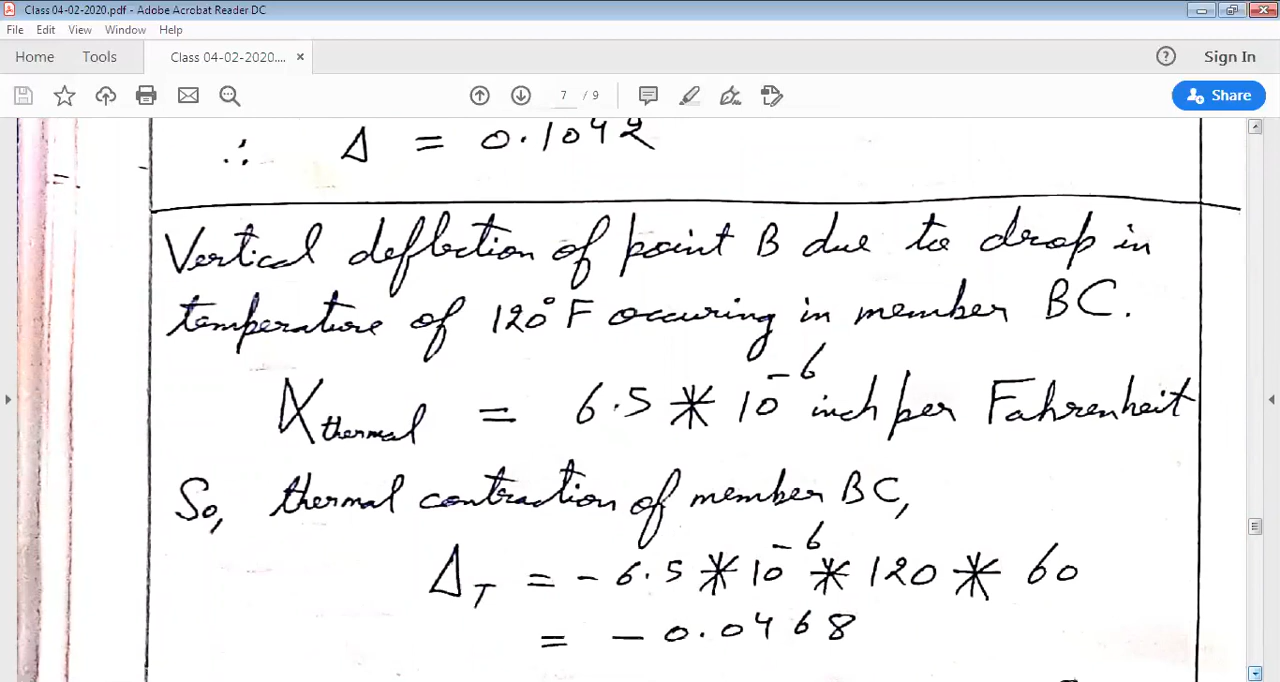 Class 04-02-2020.pdf - Adobe Acrobat Reader DC
File Edit View Window Help
Home Tools Class 04-02-2020.... ×
? Sign In
7 / 9
Share
∴ Δ = 0.1042
Vertical deflection of point B due to drop in
temperature of 120°F occuring in member BC.
α thermal = 6.5 * 10^-6 inch per Fahrenheit
So, thermal contraction of member BC,
Δ_T = - 6.5 * 10^-6 * 120 * 60
= - 0.0468